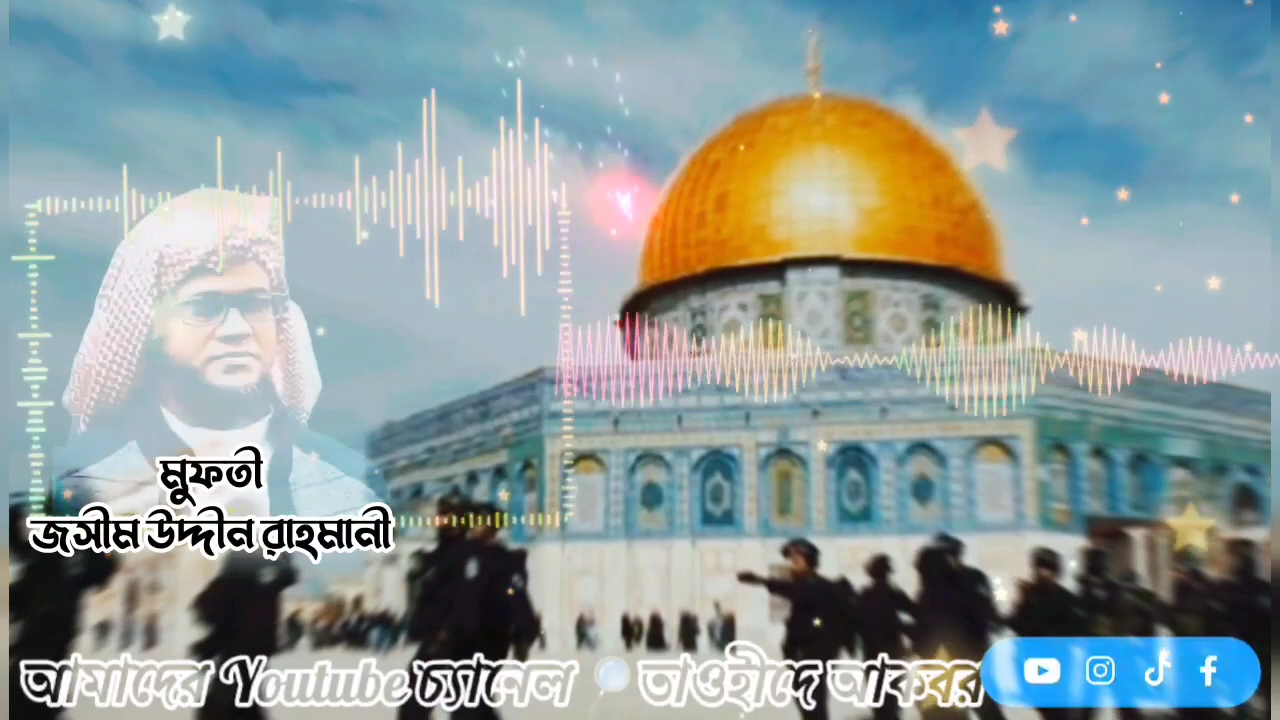 মুফতী
জসীম উদ্দীন রাহমানী
আমাদের Youtube চ্যানেল তাওহীদে আকবর